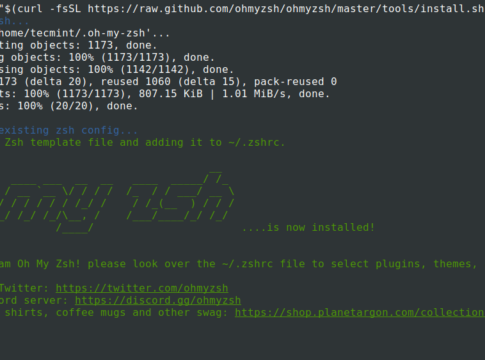 "$(curl -fsSL https://raw.github.com/ohmyzsh/ohmyzsh/master/tools/install.sh
sh...
home/tecmint/.oh-my-zsh'...
ting objects: 1173, done.
g objects: 100% (1173/1173), done.
sing objects: 100% (1142/1142), done.
173 (delta 20), reused 1060 (delta 15), pack-reused 0
ts: 100% (1173/1173), 807.15 KiB | 1.01 MiB/s, done.
s: 100% (20/20), done.
existing zsh config...
Zsh template file and adding it to ~/.zshrc.
....is now installed!
am Oh My Zsh! please look over the ~/.zshrc file to select plugins, themes,
Twitter: https://twitter.com/ohmyzsh
ord server: https://discord.gg/ohmyzsh
shirts, coffee mugs and other swag: https://shop.planetargon.com/collection